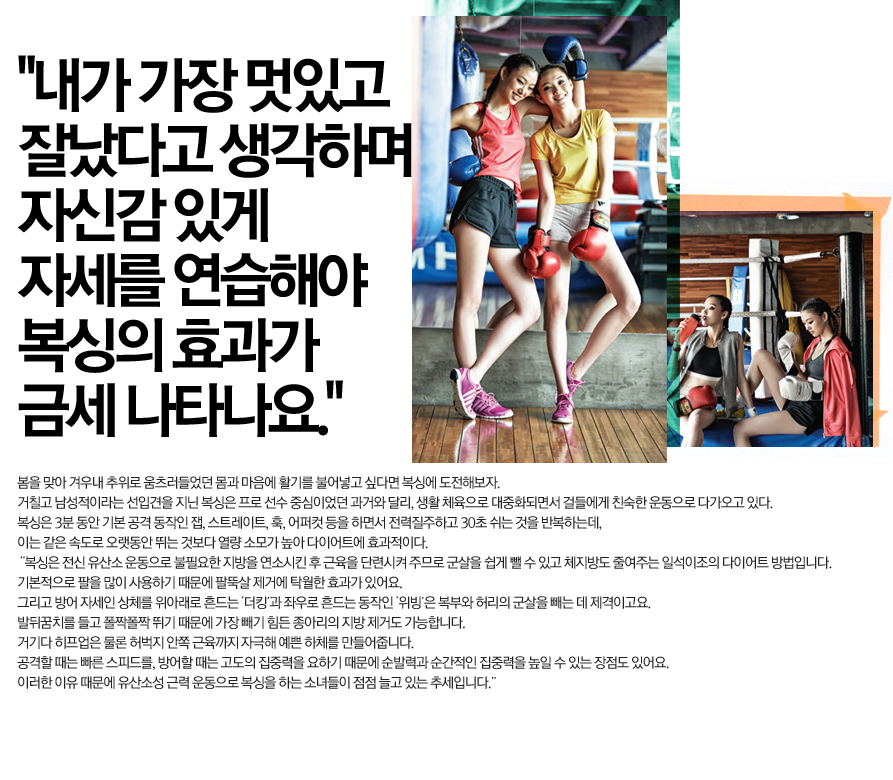 "내가 가장 멋있고
잘났다고 생각하며
자신감 있게
자세를 연습해야
복싱의 효과가
금세 나타나요."
봄을 맞아 겨우내 추위로 움츠러들었던 몸과 마음에 활기를 불어넣고 싶다면 복싱에 도전해보자.
거칠고 남성적이라는 선입견을 지닌 복싱은 프로 선수 중심이었던 과거와 달리, 생활 체육으로 대중화되면서 걸들에게 친숙한 운동으로 다가오고 있다.
복싱은 3분 동안 기본 공격 동작인 잽, 스트레이트, 훅, 어퍼컷 등을 하면서 전력질주하고 30초 쉬는 것을 반복하는데,
이는 같은 속도로 오랫동안 뛰는 것보다 열량 소모가 높아 다이어트에 효과적이다.
"복싱은 전신 유산소 운동으로 불필요한 지방을 연소시킨 후 근육을 단련시켜 주므로 군살을 쉽게 뺄 수 있고 체지방도 줄여주는 일석이조의 다이어트 방법입니다.
기본적으로 팔을 많이 사용하기 때문에 팔뚝살 제거에 탁월한 효과가 있어요.
그리고 방어 자세인 상체를 위아래로 흔드는 '더킹'과 좌우로 흔드는 동작인 '위빙'은 복부와 허리의 군살을 빼는 데 제격이고요.
발뒤꿈치를 들고 폴짝폴짝 뛰기 때문에 가장 빼기 힘든 종아리의 지방 제거도 가능합니다.
거기다 히프업은 물론 허벅지 안쪽 근육까지 자극해 예쁜 하체를 만들어줍니다.
공격할 때는 빠른 스피드를, 방어할 때는 고도의 집중력을 요하기 때문에 순발력과 순간적인 집중력을 높일 수 있는 장점도 있어요.
이러한 이유 때문에 유산소성 근력 운동으로 복싱을 하는 소녀들이 점점 늘고 있는 추세입니다."